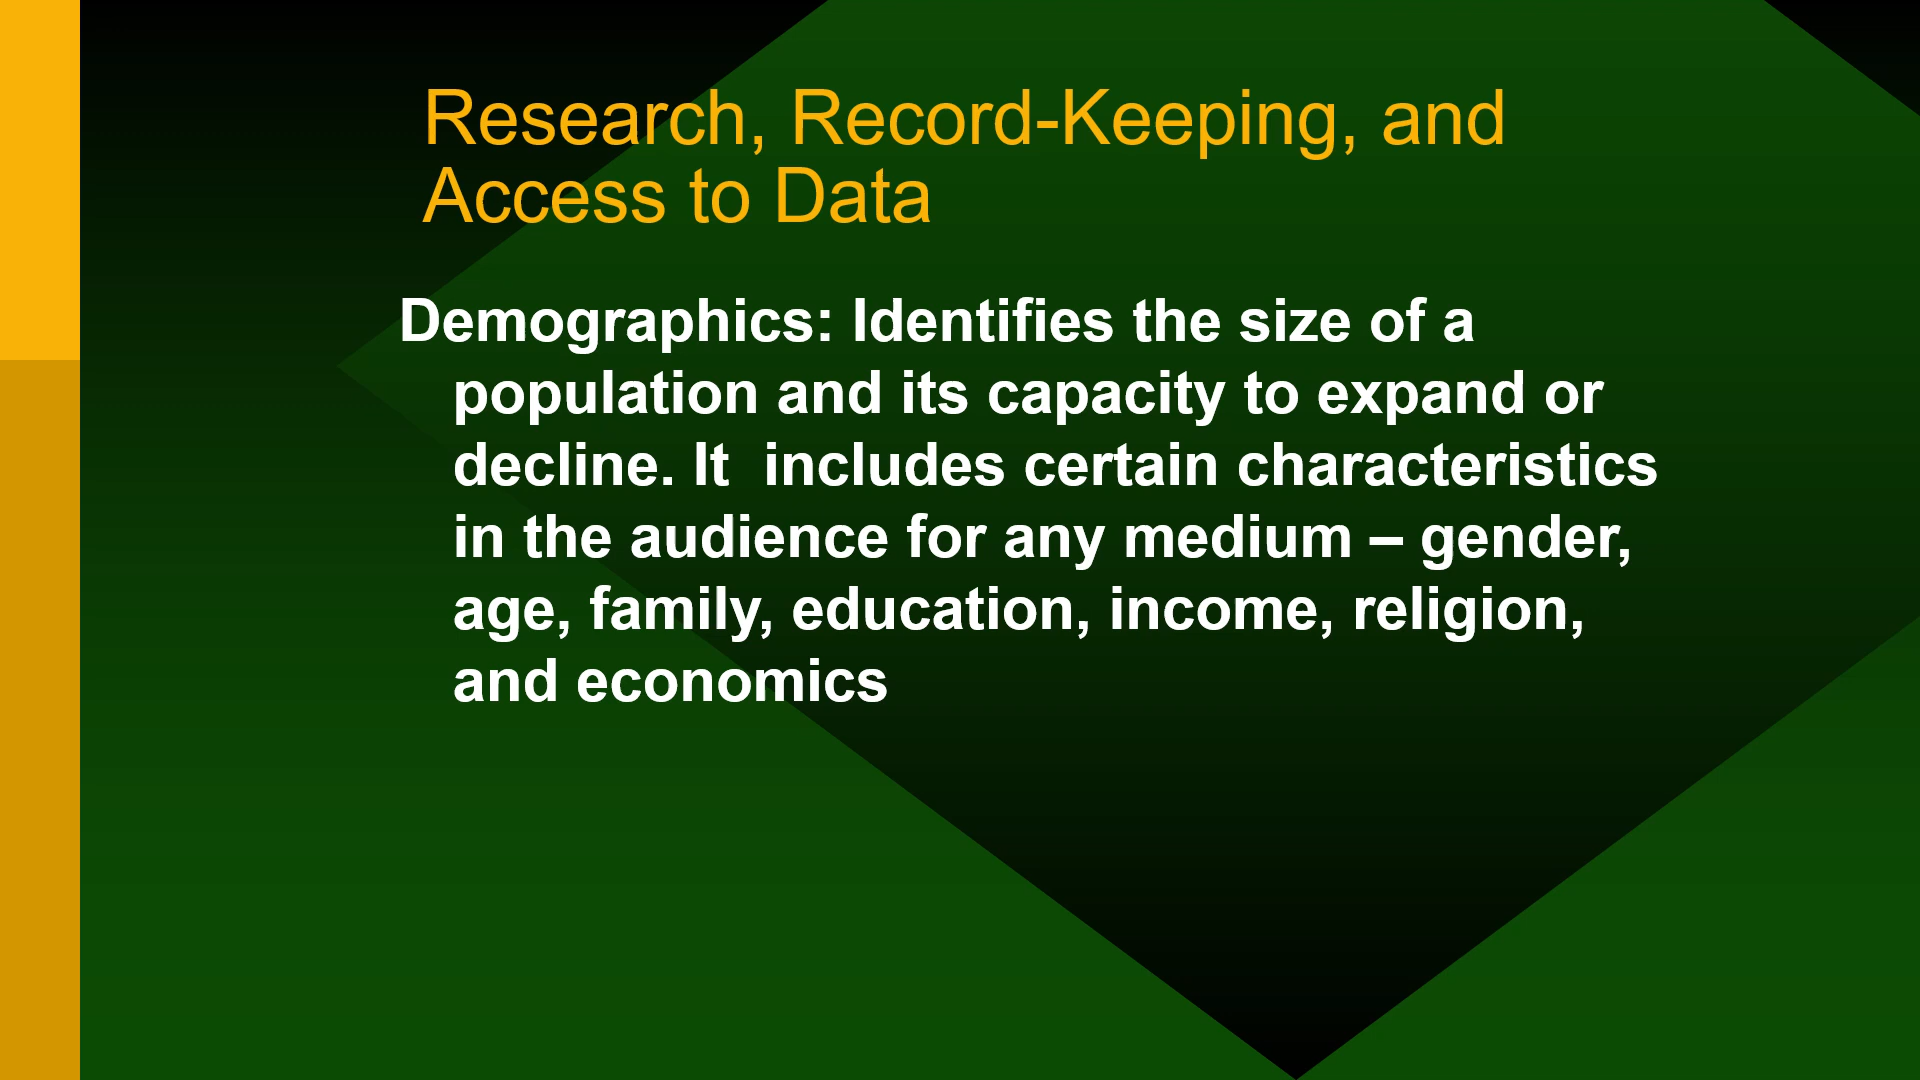 Research, Record-Keeping, and
Access to Data
Demographics: Identifies the size of a
population and its capacity to expand or
decline. It  includes certain characteristics
in the audience for any medium – gender,
age, family, education, income, religion,
and economics